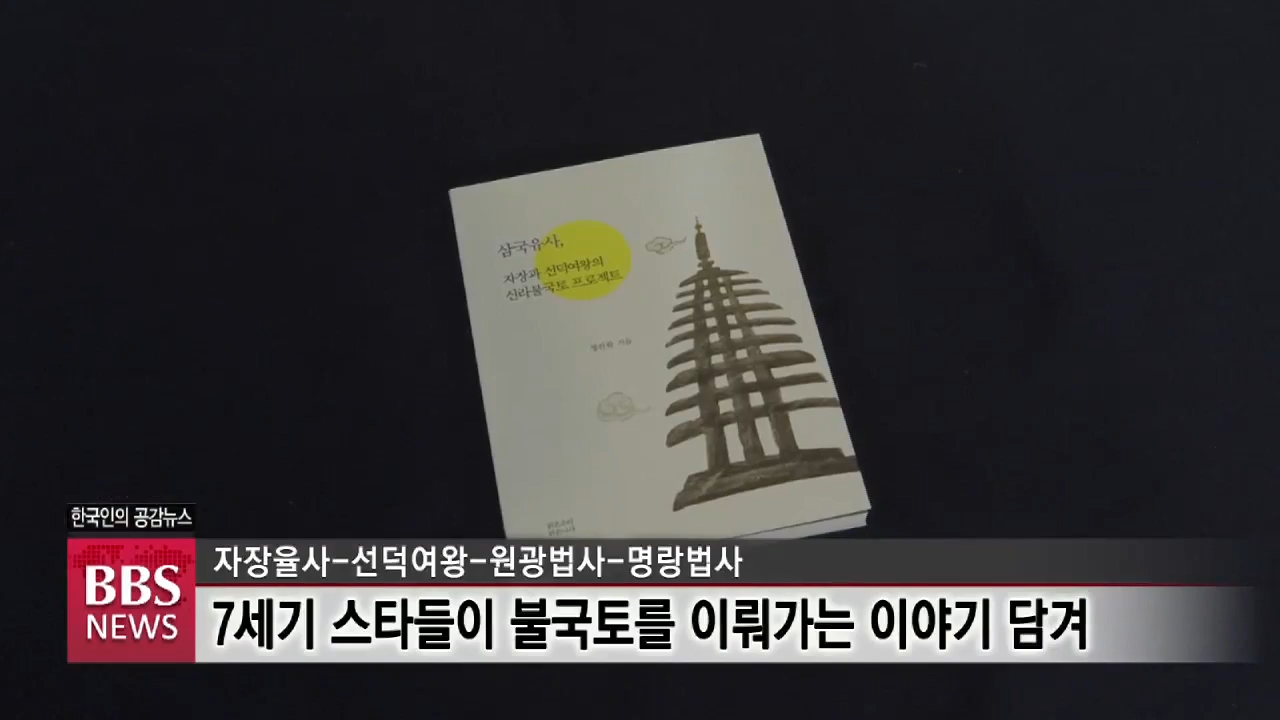 삼국유사,
자장과 선덕여왕의
신라불국토 프로젝트
지음
한국인의 공감뉴스
BBS
NEWS
자장율사-선덕여왕-원광법사-명랑법사
7세기 스타들이 불국토를 이뤄가는 이야기 담겨